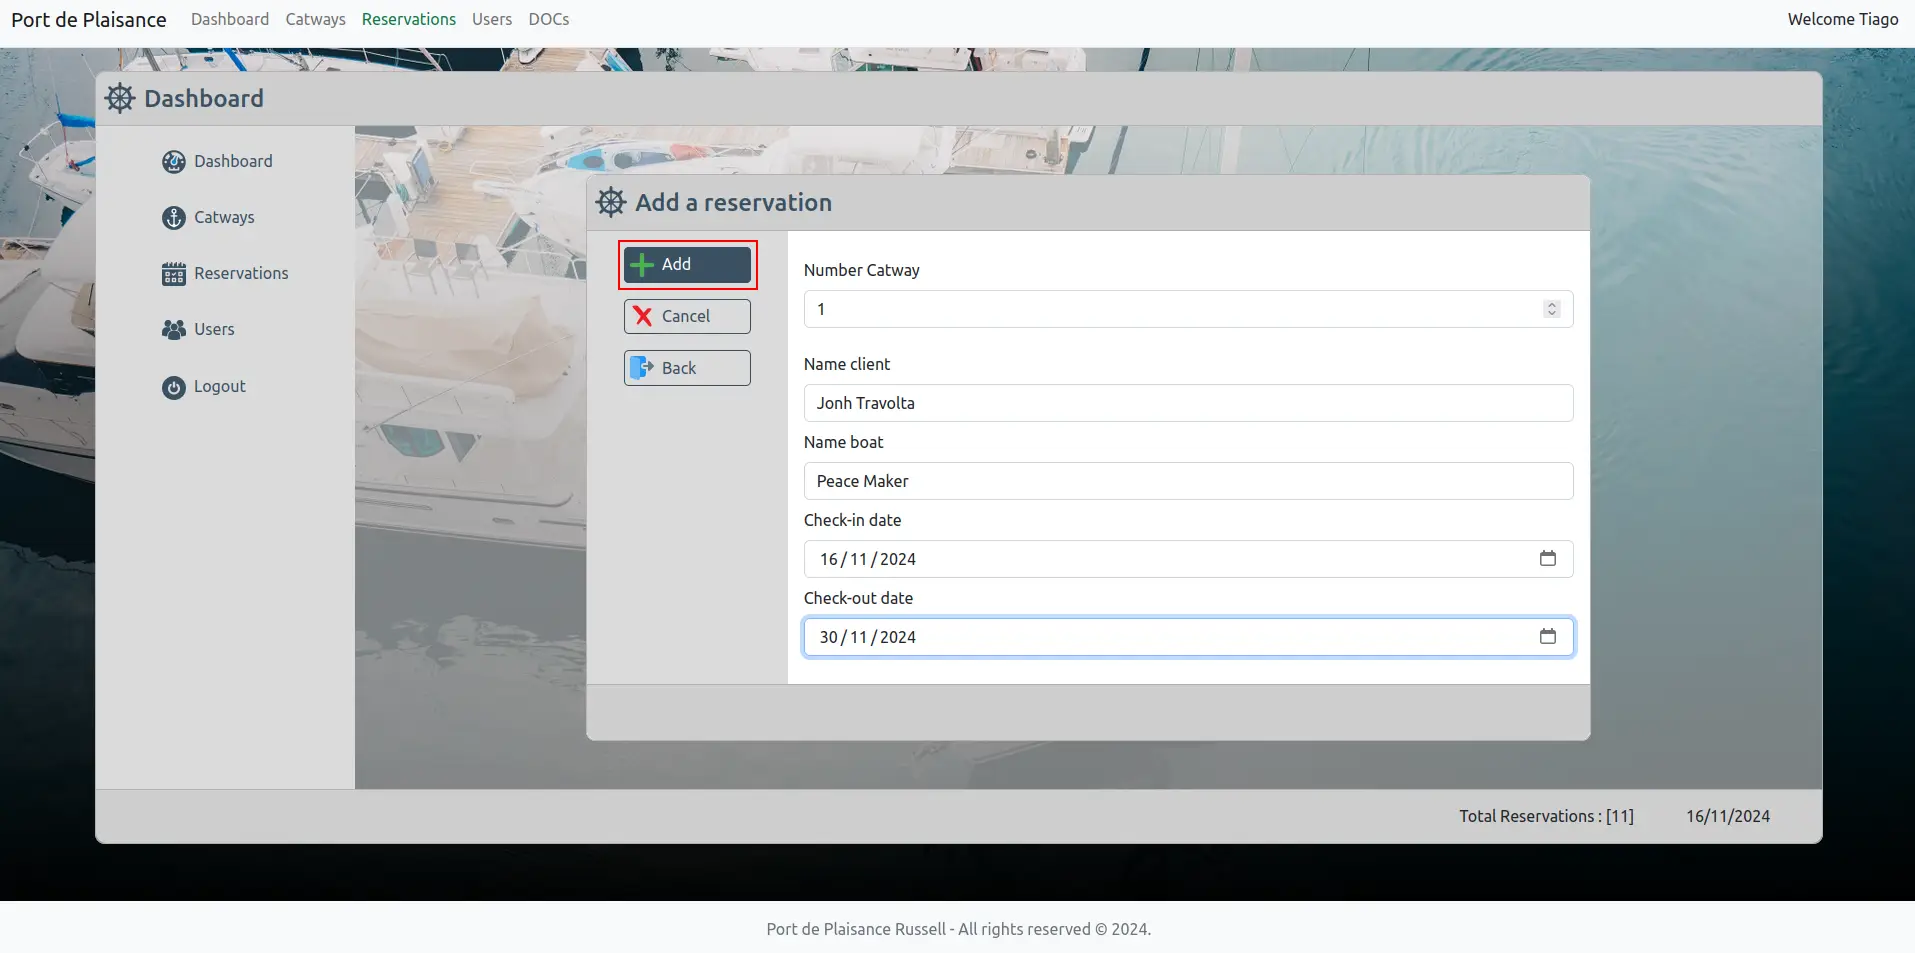 Port de Plaisance Dashboard Catways Reservations Users DOCs Welcome Tiago
Dashboard
Dashboard
Catways
Reservations
Users
Logout
Add a reservation
Add
Cancel
Back
Number Catway
1
Name client
Jonh Travolta
Name boat
Peace Maker
Check-in date
16/11/2024
Check-out date
30/11/2024
Total Reservations : [11] 16/11/2024
Port de Plaisance Russell - All rights reserved © 2024.